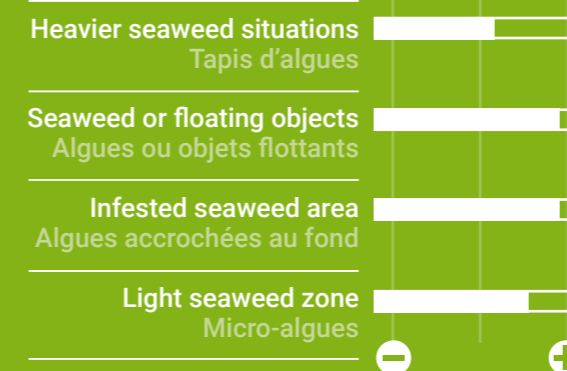 Heavier seaweed situations
Tapis d'algues
Seaweed or floating objects
Algues ou objets flottants
Infested seaweed area
Algues accrochées au fond
Light seaweed zone
Micro-algues